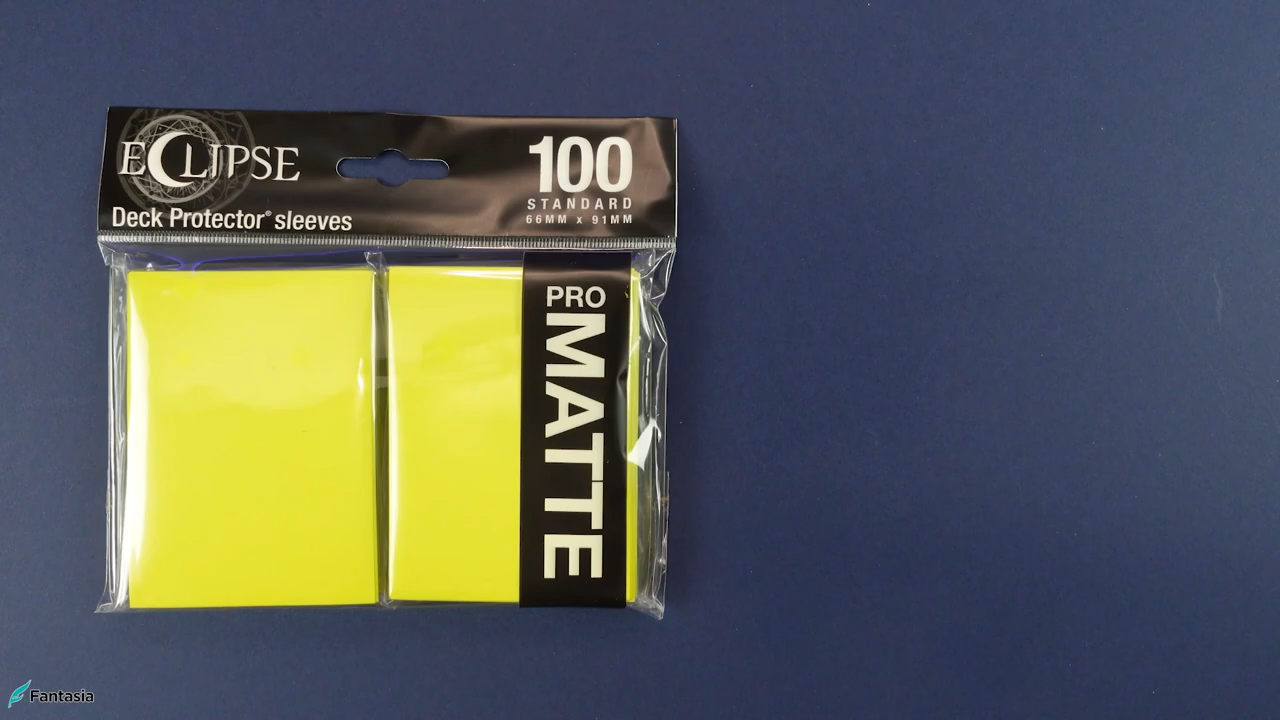 ECLIPSE
Deck Protector® sleeves
100
STANDARD
66MM x 91MM
PRO
MATTE
Fantasia